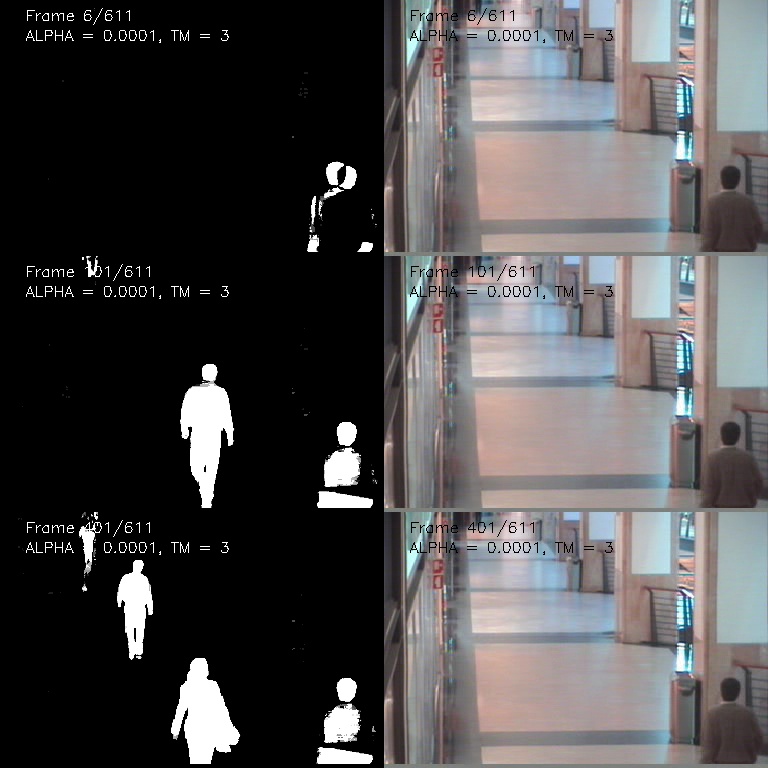 Frame 6/611
ALPHA = 0.0001, TM = 3
Frame 6/611
ALPHA = 0.0001, TM = 3
Frame 101/611
ALPHA = 0.0001, TM = 3
Frame 101/611
ALPHA = 0.0001, TM = 3
Frame 401/611
ALPHA = 0.0001, TM = 3
Frame 401/611
ALPHA = 0.0001, TM = 3